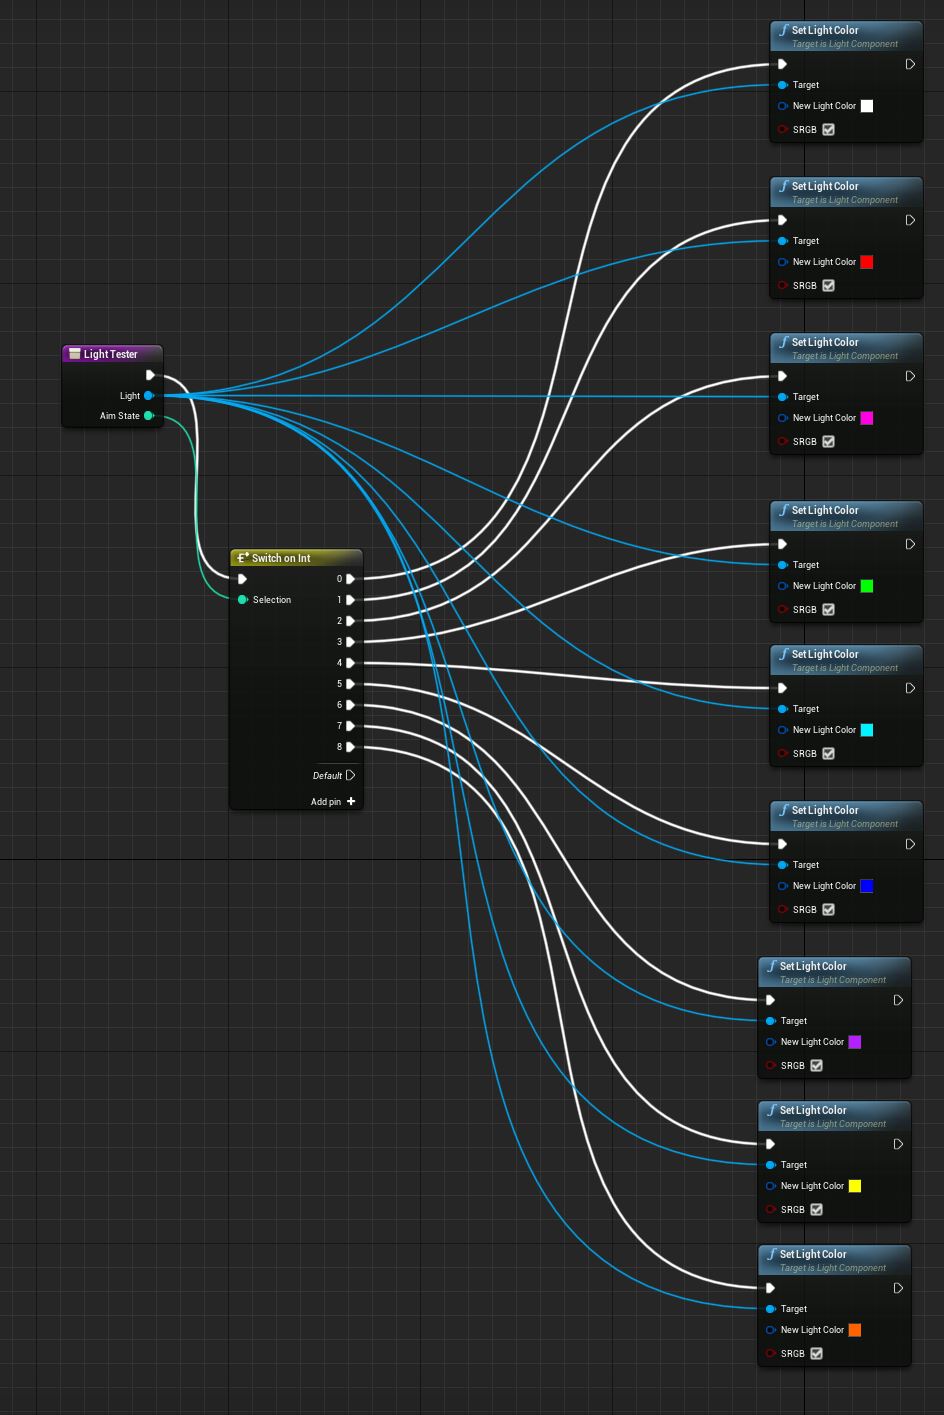 Set Light Color
Target is Light Component
Target
New Light Color
SRGB
Set Light Color
Target is Light Component
Target
New Light Color
SRGB
Light Tester
Light
Aim State
Set Light Color
Target is Light Component
Target
New Light Color
SRGB
Set Light Color
Target is Light Component
Target
New Light Color
SRGB
Switch on Int
0
Selection
1
2
3
4
5
6
7
8
Default
Add pin
Set Light Color
Target is Light Component
Target
New Light Color
SRGB
Set Light Color
Target is Light Component
Target
New Light Color
SRGB
Set Light Color
Target is Light Component
Target
New Light Color
SRGB
Set Light Color
Target is Light Component
Target
New Light Color
SRGB
Set Light Color
Target is Light Component
Target
New Light Color
SRGB